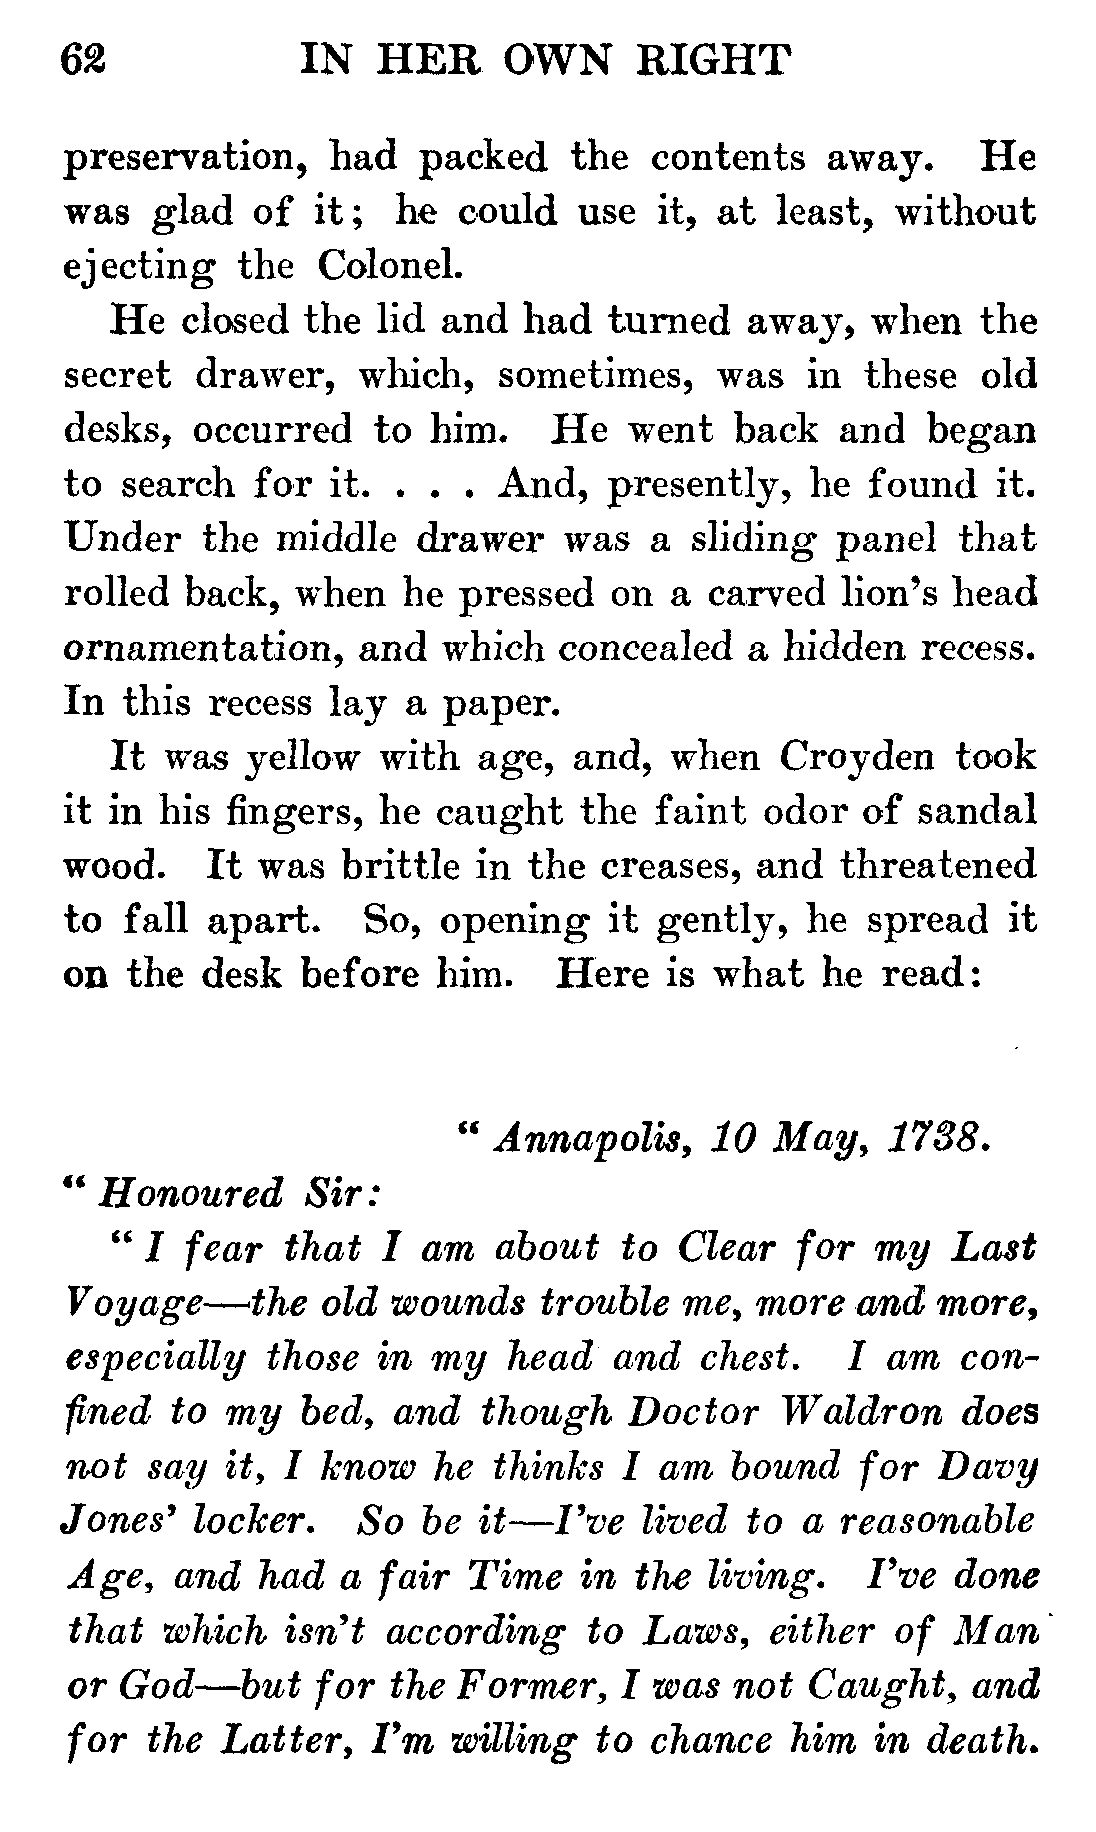 62 IN HER OWN RIGHT
preservation, had packed the contents away. He
was glad of it; he could use it, at least, without
ejecting the Colonel.
He closed the lid and had turned away, when the
secret drawer, which, sometimes, was in these old
desks, occurred to him. He went back and began
to search for it. . . . And, presently, he found it.
Under the middle drawer was a sliding panel that
rolled back, when he pressed on a carved lion's head
ornamentation, and which concealed a hidden recess.
In this recess lay a paper.
It was yellow with age, and, when Croyden took
it in his fingers, he caught the faint odor of sandal
wood. It was brittle in the creases, and threatened
to fall apart. So, opening it gently, he spread it
on the desk before him. Here is what he read:
“ Annapolis, 10 May, 1738.
“ Honoured Sir:
“ I fear that I am about to Clear for my Last
Voyage—the old wounds trouble me, more and more,
especially those in my head and chest. I am con-
fined to my bed, and though Doctor Waldron does
not say it, I know he thinks I am bound for Davy
Jones' locker. So be it—I've lived to a reasonable
Age, and had a fair Time in the living. I've done
that which isn't according to Laws, either of Man
or God—but for the Former, I was not Caught, and
for the Latter, I'm willing to chance him in death.